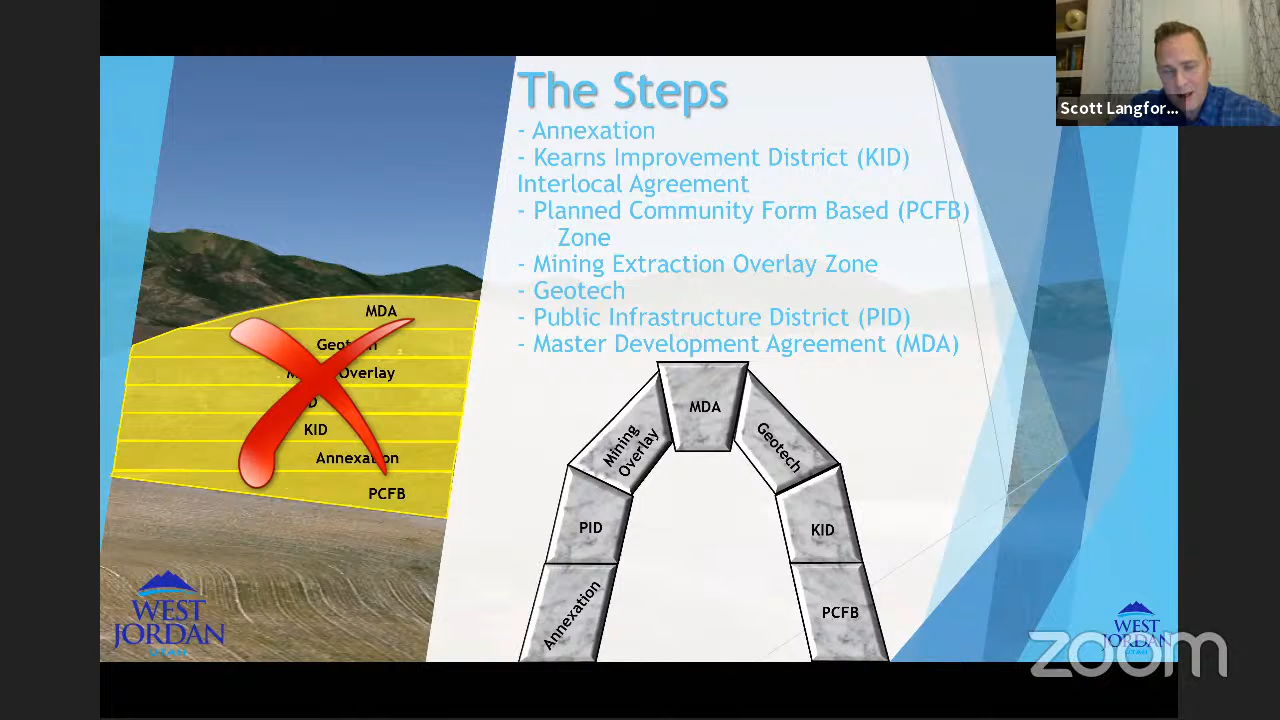 Scott Langfor...
The Steps
- Annexation
- Kearns Improvement District (KID)
Interlocal Agreement
- Planned Community Form Based (PCFB)
Zone
- Mining Extraction Overlay Zone
- Geotech
- Public Infrastructure District (PID)
- Master Development Agreement (MDA)
MDA
Overlay
KID
PCFB
MDA
Mining
Overlay
Geotech
PID
KID
Annexation
PCFB
WEST
JORDAN
UTAH
WEST
JORDAN
UTAH
zoom